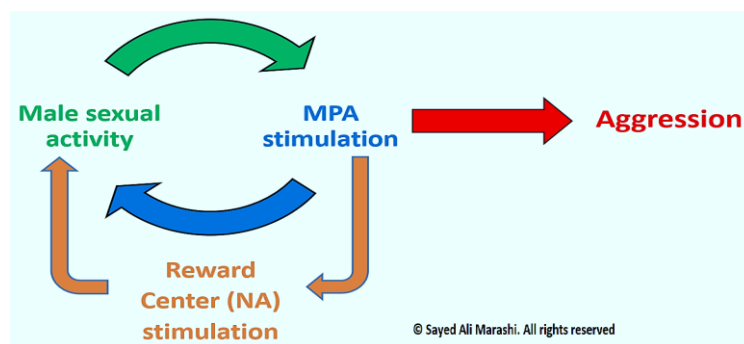 Male sexual
activity
MPA
stimulation
Aggression
Reward
Center (NA)
stimulation
© Sayed Ali Marashi. All rights reserved